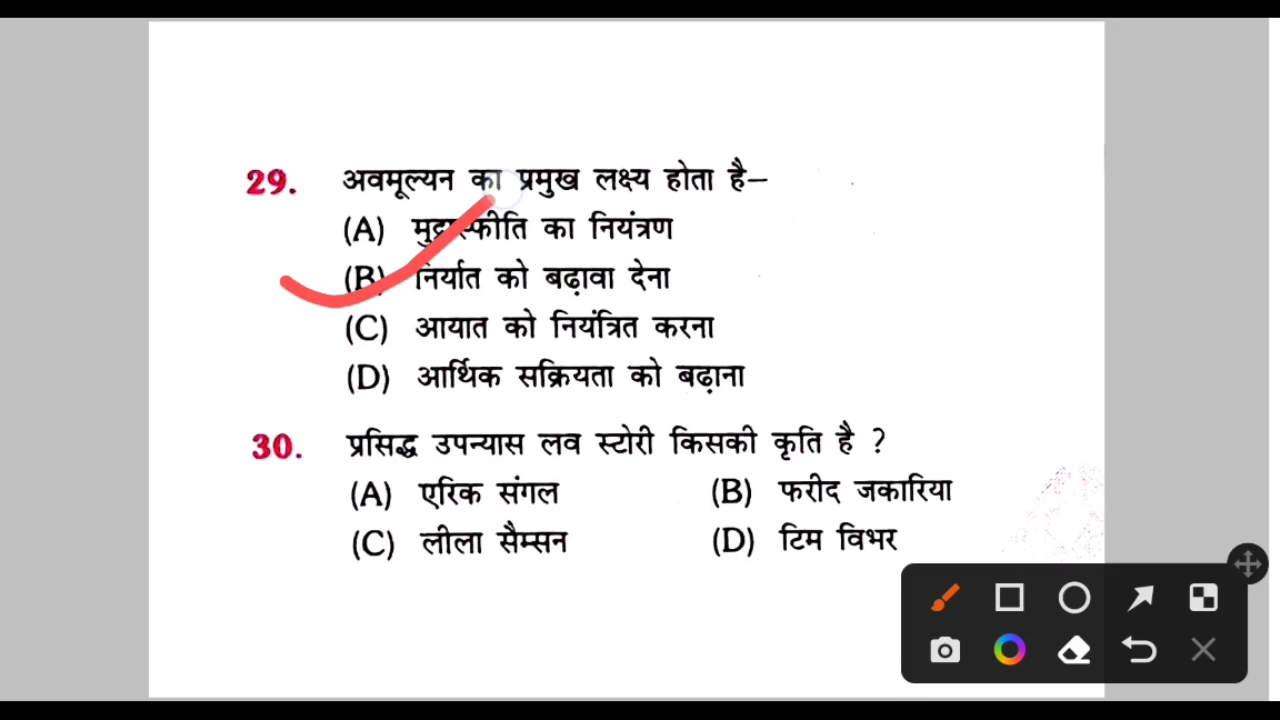 29. अवमूल्यन का प्रमुख लक्ष्य होता है–
(A) मुद्रास्फीति का नियंत्रण
(B) निर्यात को बढ़ावा देना
(C) आयात को नियंत्रित करना
(D) आर्थिक सक्रियता को बढ़ाना
30. प्रसिद्ध उपन्यास लव स्टोरी किसकी कृति है ?
(A) एरिक संगल (B) फरीद जकारिया
(C) लीला सैम्सन (D) टिम विभर